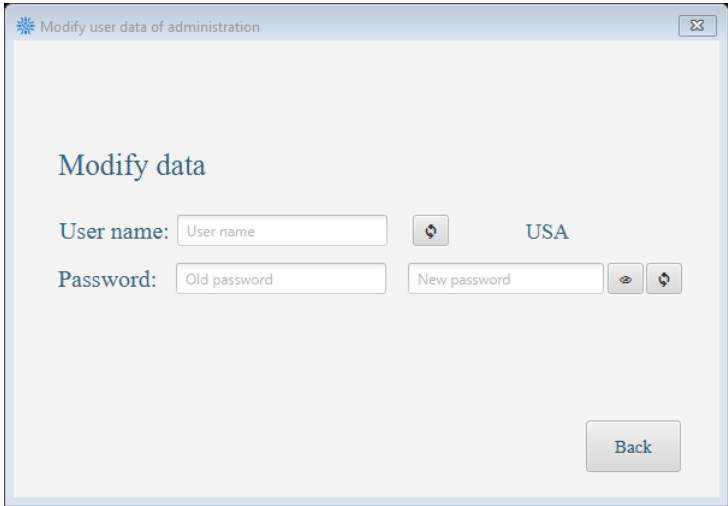 Modify user data of administration
Modify data
User name: User name USA
Password: Old password New password
Back